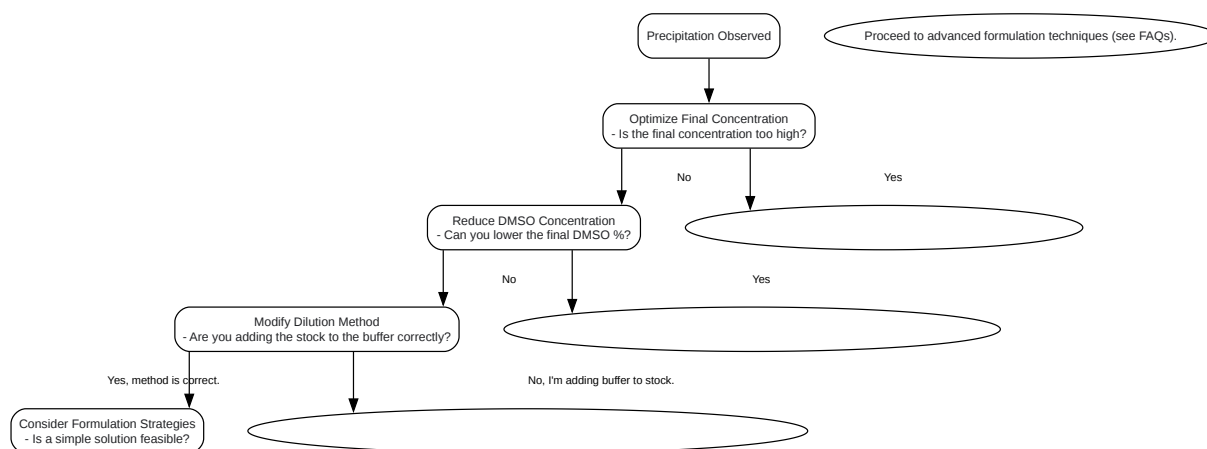 Precipitation Observed
Proceed to advanced formulation techniques (see FAQs).
Optimize Final Concentration
- Is the final concentration too high?
No
Yes
Reduce DMSO Concentration
- Can you lower the final DMSO %?
No
Yes
Modify Dilution Method
- Are you adding the stock to the buffer correctly?
Yes, method is correct.
No, I'm adding buffer to stock.
Consider Formulation Strategies
- Is a simple solution feasible?